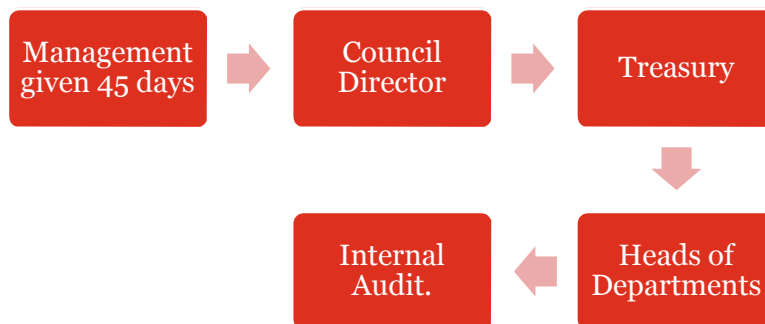 Management
given 45 days
Council
Director
Treasury
Heads of
Departments
Internal
Audit.